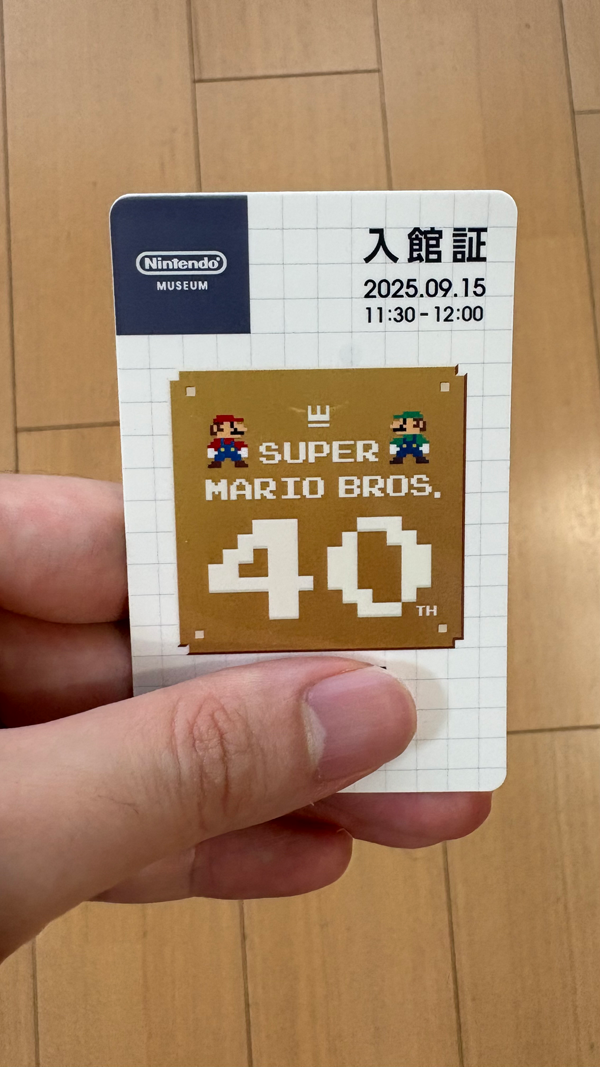 Nintendo
MUSEUM
入館証
2025.09.15
11:30 - 12:00
SUPER
MARIO BROS.
40
TH